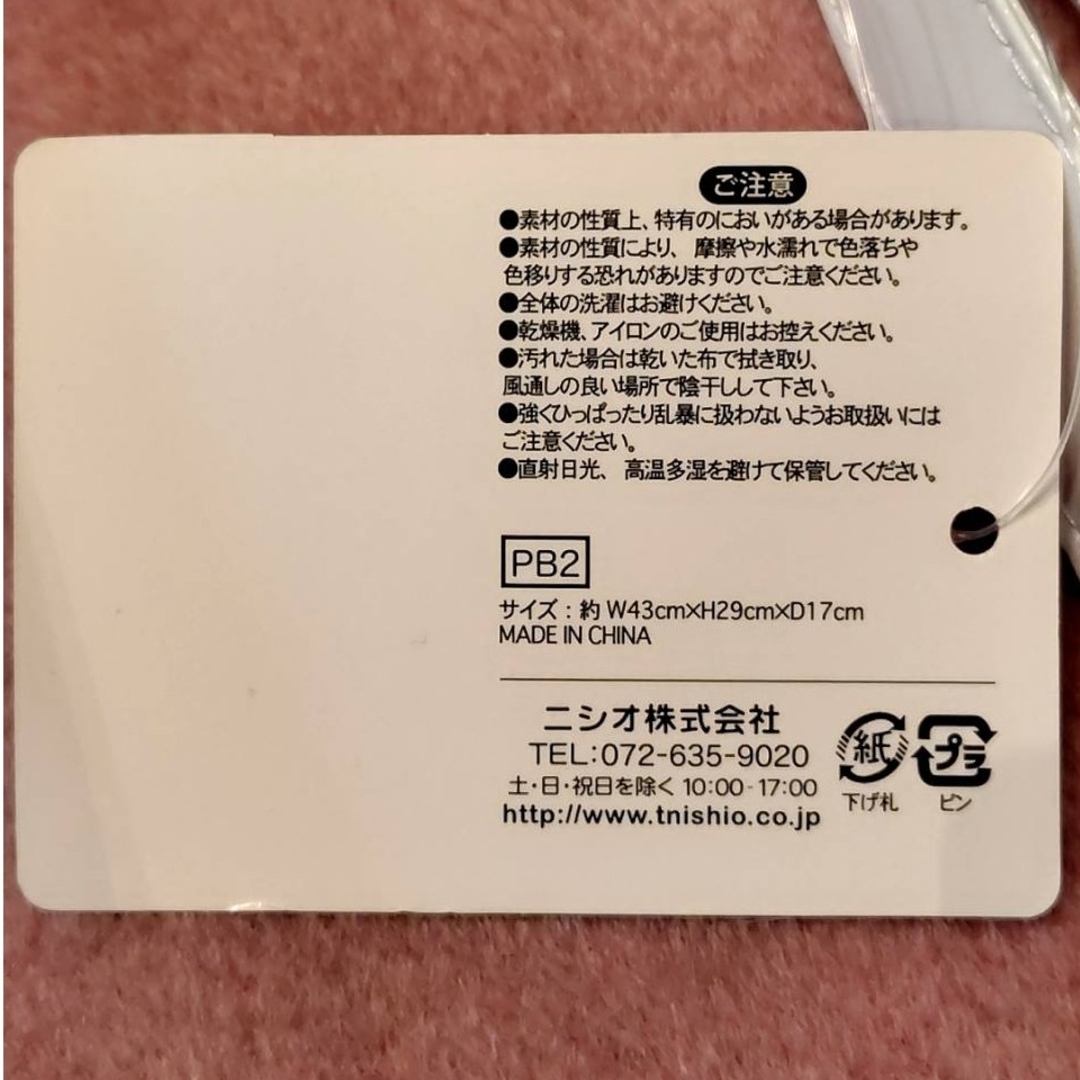 ご注意
●素材の性質上、特有のにおいがある場合があります。
●素材の性質により、摩擦や水濡れで色落ちや
色移りする恐れがありますのでご注意ください。
●全体の洗濯はお避けください。
●乾燥機、アイロンのご使用はお控えください。
●汚れた場合は乾いた布で拭き取り、
風通しの良い場所で陰干しして下さい。
●強くひっぱったり乱暴に扱わないようお取扱いには
ご注意ください。
●直射日光、高温多湿を避けて保管してください。
PB2
サイズ：約 W43cm×H29cm×D17cm
MADE IN CHINA
ニシオ株式会社
TEL:072-635-9020
土・日・祝日を除く 10:00-17:00
http://www.tnishio.co.jp
紙
下げ札
プラ
ピン